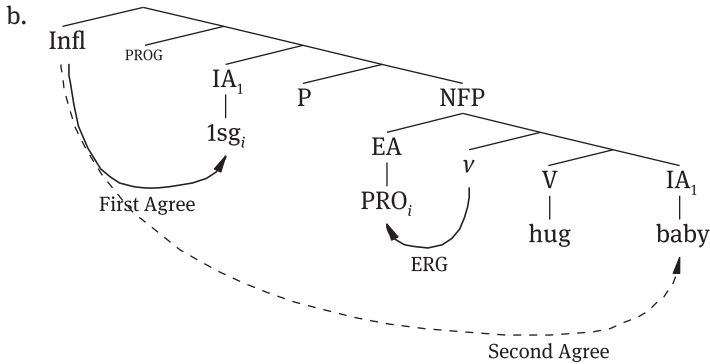 b.
Infl
PROG
IA₁
P
NFP
1sgᵢ
EA
v
V
IA₁
PROᵢ
First Agree
hug
baby
ERG
Second Agree